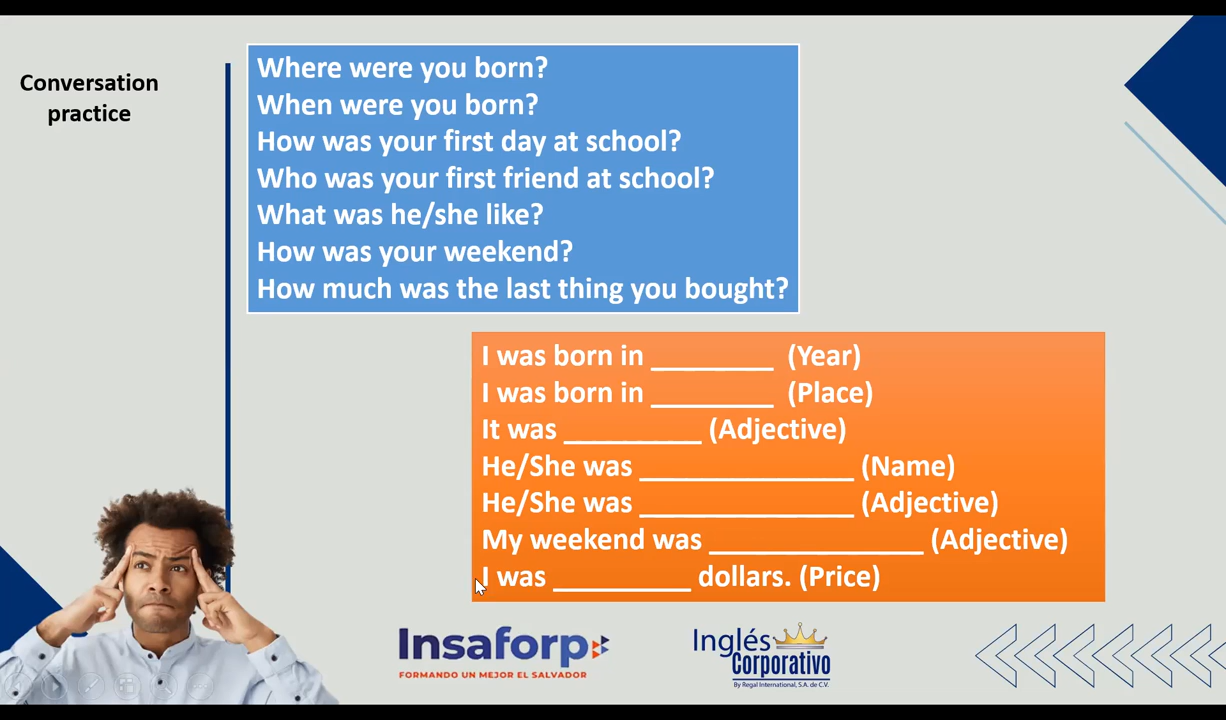 Conversation
practice
Where were you born?
When were you born?
How was your first day at school?
Who was your first friend at school?
What was he/she like?
How was your weekend?
How much was the last thing you bought?
I was born in ________ (Year)
I was born in ________ (Place)
It was _________ (Adjective)
He/She was ______________ (Name)
He/She was ______________ (Adjective)
My weekend was ______________ (Adjective)
I was _________ dollars. (Price)
Insaforp
FORMANDO UN MEJOR EL SALVADOR
Inglés
Corporativo
By Regal International, S.A. de C.V.